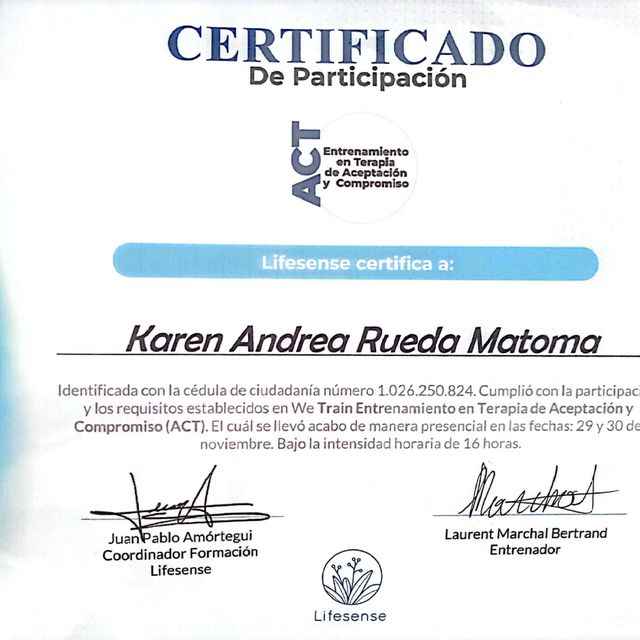 CERTIFICADO
De Participación
ACT
Entrenamiento
en Terapia
de Aceptación
y Compromiso
Lifesense certifica a:
Karen Andrea Rueda Matoma
Identificada con la cédula de ciudadanía número 1.026.250.824. Cumplió con la participaci
y los requisitos establecidos en We Train Entrenamiento en Terapia de Aceptación y
Compromiso (ACT). El cuál se llevó acabo de manera presencial en las fechas: 29 y 30 de
noviembre. Bajo la intensidad horaria de 16 horas.
Juan Pablo Amórtegui
Coordinador Formación
Lifesense
Marchal
Laurent Marchal Bertrand
Entrenador
Lifesense